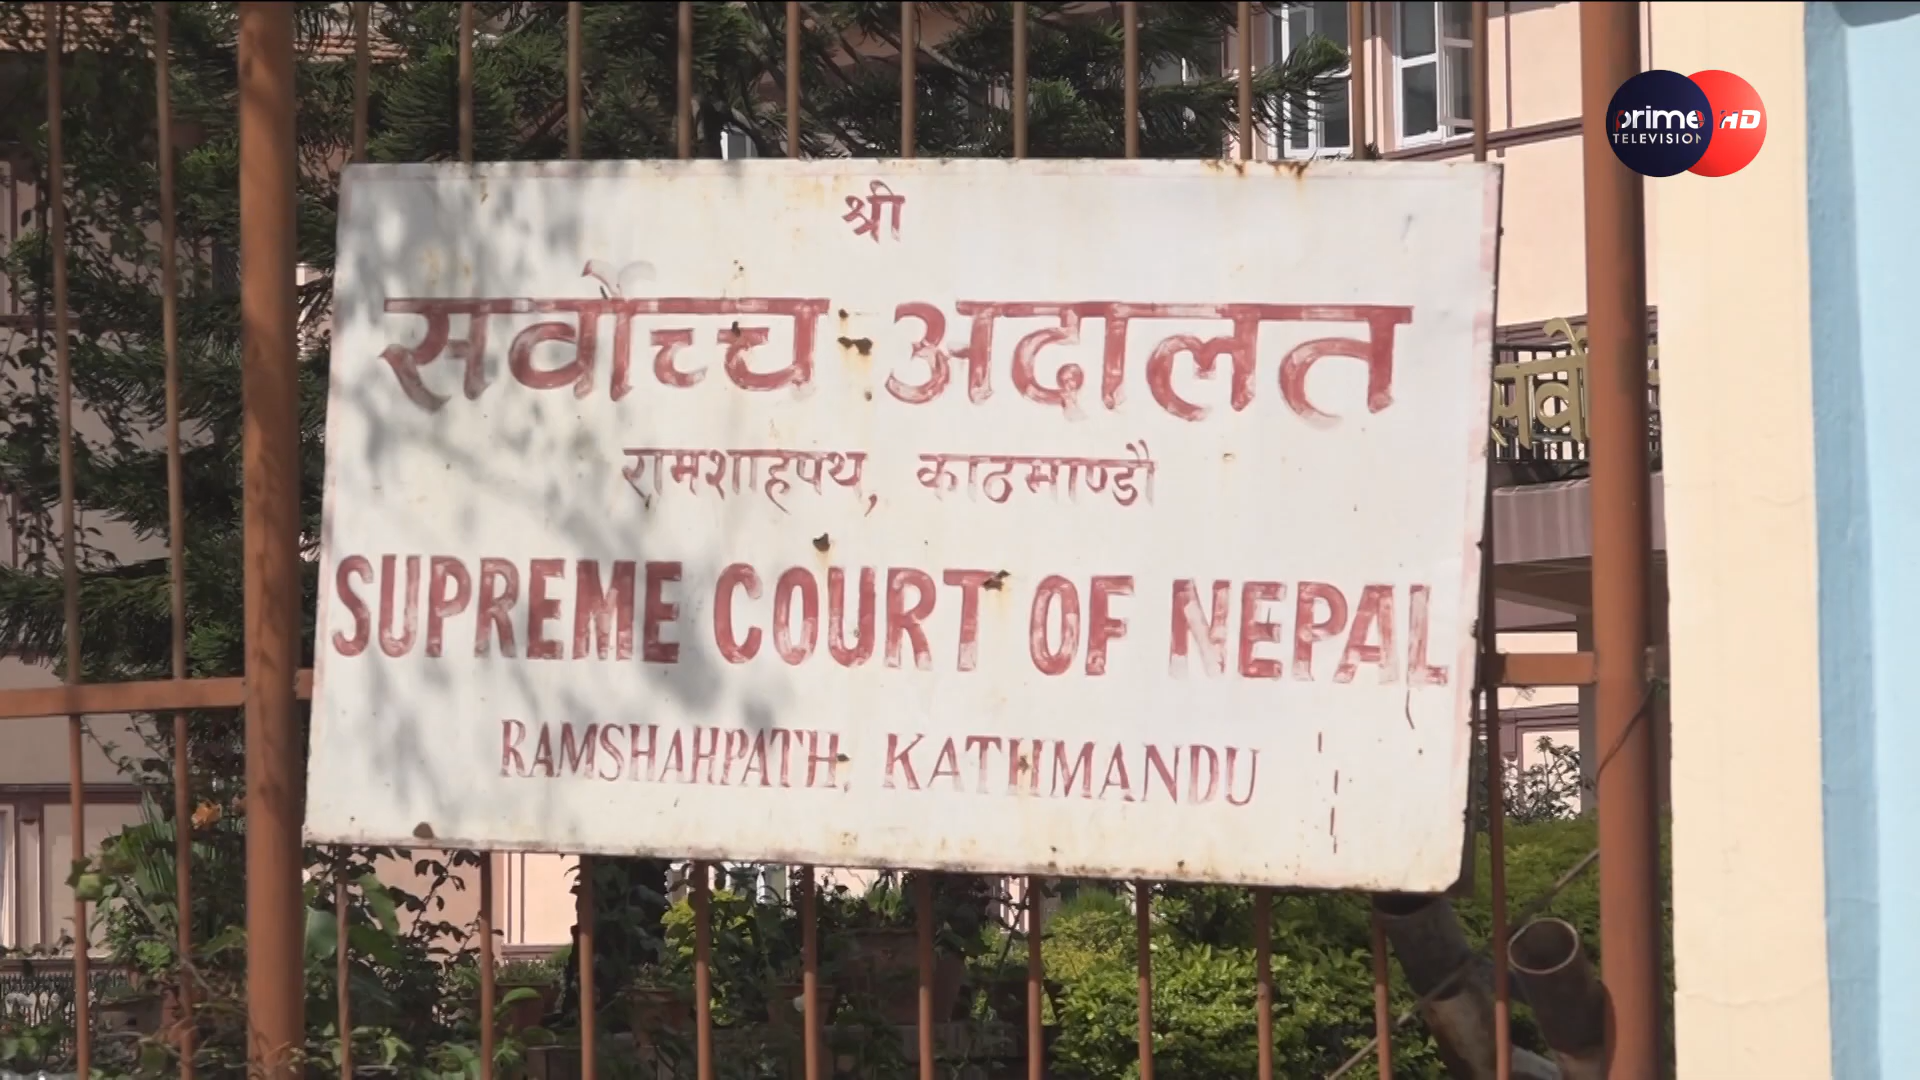 prime HD
TELEVISION
श्री
सर्वोच्च अदालत
रामशाहपथ, काठमाण्डौ
SUPREME COURT OF NEPAL
RAMSHAHPATH, KATHMANDU